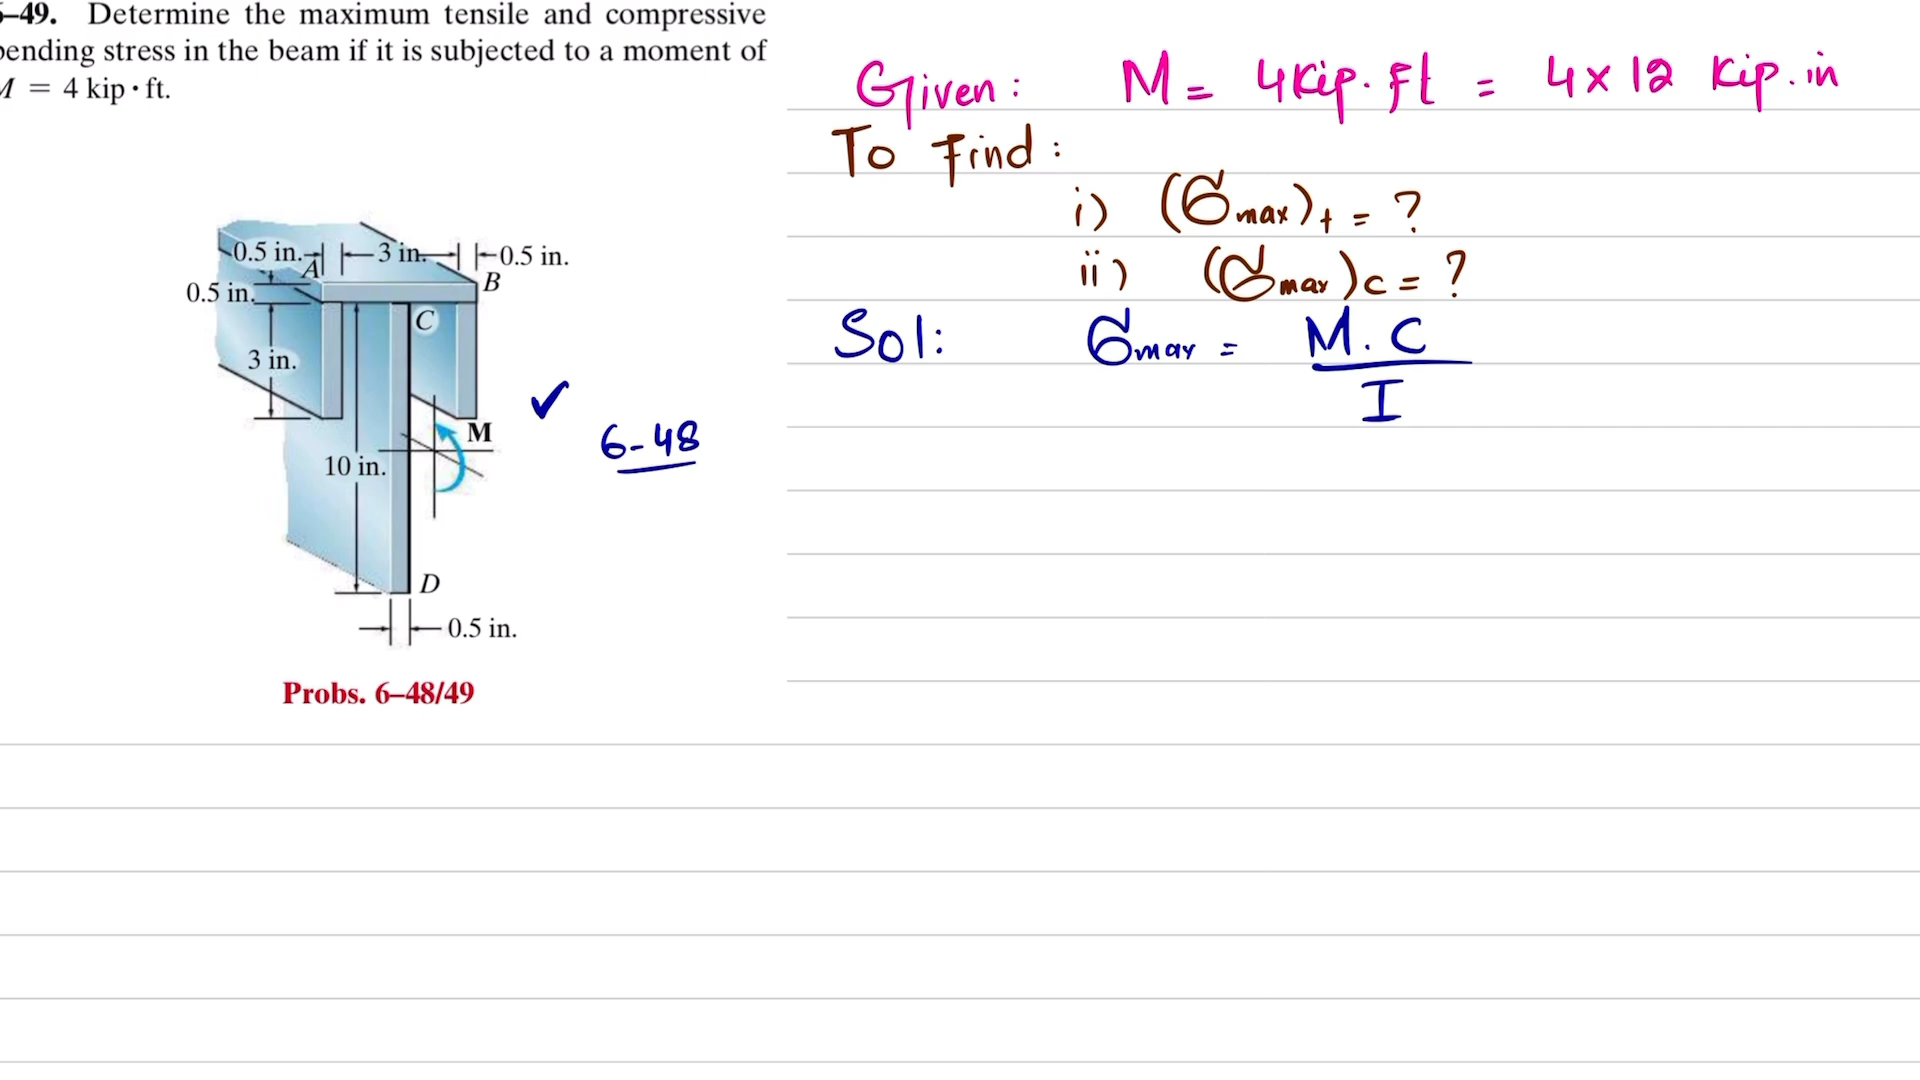 –49. Determine the maximum tensile and compressive
ending stress in the beam if it is subjected to a moment of
= 4 kip · ft.
Given: M = 4 Kip. ft = 4 x 12 Kip. in
To Find:
i) (σmax)t = ?
ii) (σmax)c = ?
Sol: σmax = M. C
I
0.5 in. 3 in. 0.5 in.
A
B
0.5 in.
C
3 in.
M
6-48
10 in.
D
0.5 in.
Probs. 6–48/49